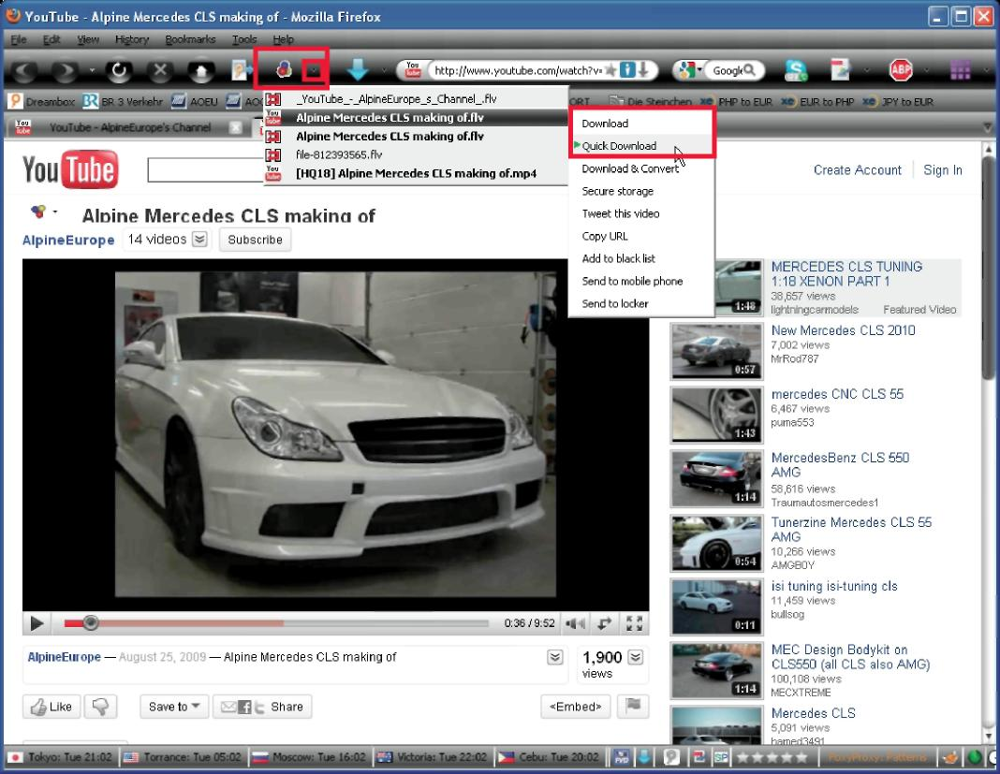 YouTube - Alpine Mercedes CLS making of - Mozilla Firefox
File Edit View History Bookmarks Tools Help
You Tube http://www.youtube.com/watch?v= Google ABP
Dreambox BR 3 Verkehr AOEU ORT Die Steinchen PHP to EUR EUR to PHP JPY to EUR
YouTube - AlpineEurope's Channel
_YouTube_-_AlpineEurope_s_Channel_.flv
Alpine Mercedes CLS making of.flv
Alpine Mercedes CLS making of.flv
file-812393565.flv
[HQ18] Alpine Mercedes CLS making of.mp4
Download
Quick Download
Download & Convert
Secure storage
Tweet this video
Copy URL
Add to black list
Send to mobile phone
Send to locker
You Tube
Create Account Sign In
Alpine Mercedes CLS making of
AlpineEurope 14 videos Subscribe
0:36 / 9:52
AlpineEurope — August 25, 2009 — Alpine Mercedes CLS making of
1,900
views
Like Save to Share <Embed>
MERCEDES CLS TUNING
1:18 XENON PART 1
38,657 views
lightningcarmodels Featured Video
1:48
New Mercedes CLS 2010
7,002 views
MrRod787
0:57
mercedes CNC CLS 55
6,467 views
puma553
1:43
MercedesBenz CLS 550
AMG
58,616 views
Traumautosmercedes1
1:14
Tunerzine Mercedes CLS 55
AMG
10,266 views
AMGB0Y
0:54
isi tuning isi-tuning cls
11,459 views
bullsog
0:11
MEC Design Bodykit on
CLS550 (all CLS also AMG)
100,108 views
MECXTREME
1:14
Mercedes CLS
5,091 views
hamed3491
Tokyo: Tue 21:02 Torrance: Tue 05:02 Moscow: Tue 16:02 Victoria: Tue 22:02 Cebu: Tue 20:02 SP FoxyProxy: Patterns